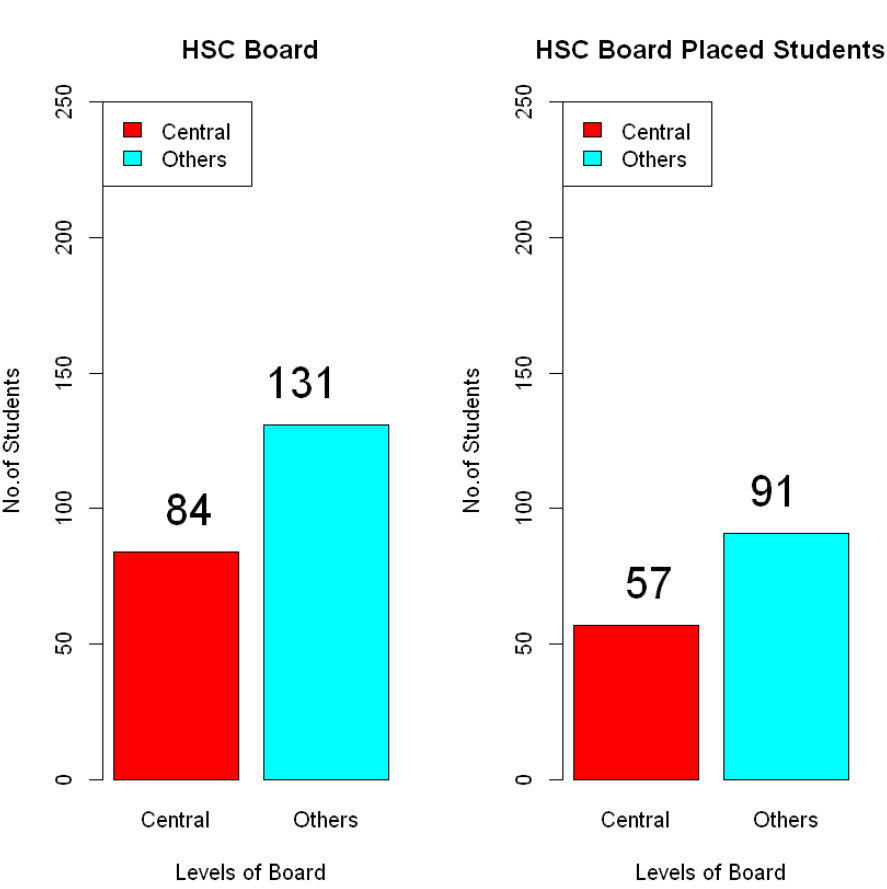 HSC Board
250
200
150
100
50
0
No.of Students
Central
Others
84
131
Central
Others
Levels of Board
HSC Board Placed Students
250
200
150
100
50
0
No.of Students
Central
Others
57
91
Central
Others
Levels of Board